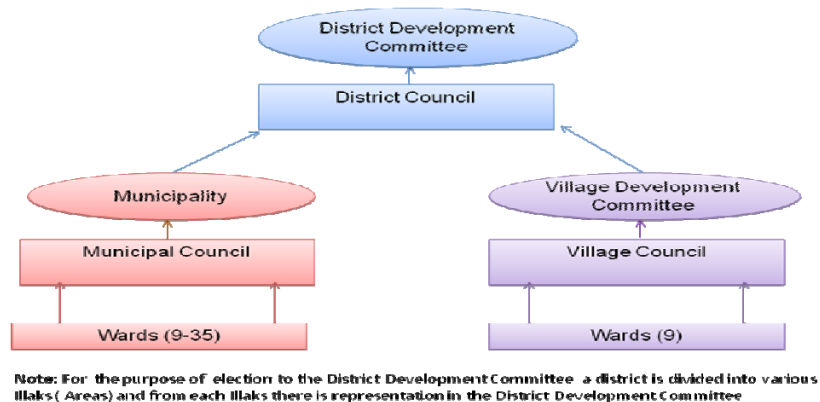 District Development
Committee
District Council
Municipality
Village Development
Committee
Municipal Council
Village Council
Wards (9-35)
Wards (9)
Note: For the purpose of election to the District Development Committee a district is divided into various
Illaks ( Areas) and from each Illaks there is representation in the District Development Committee